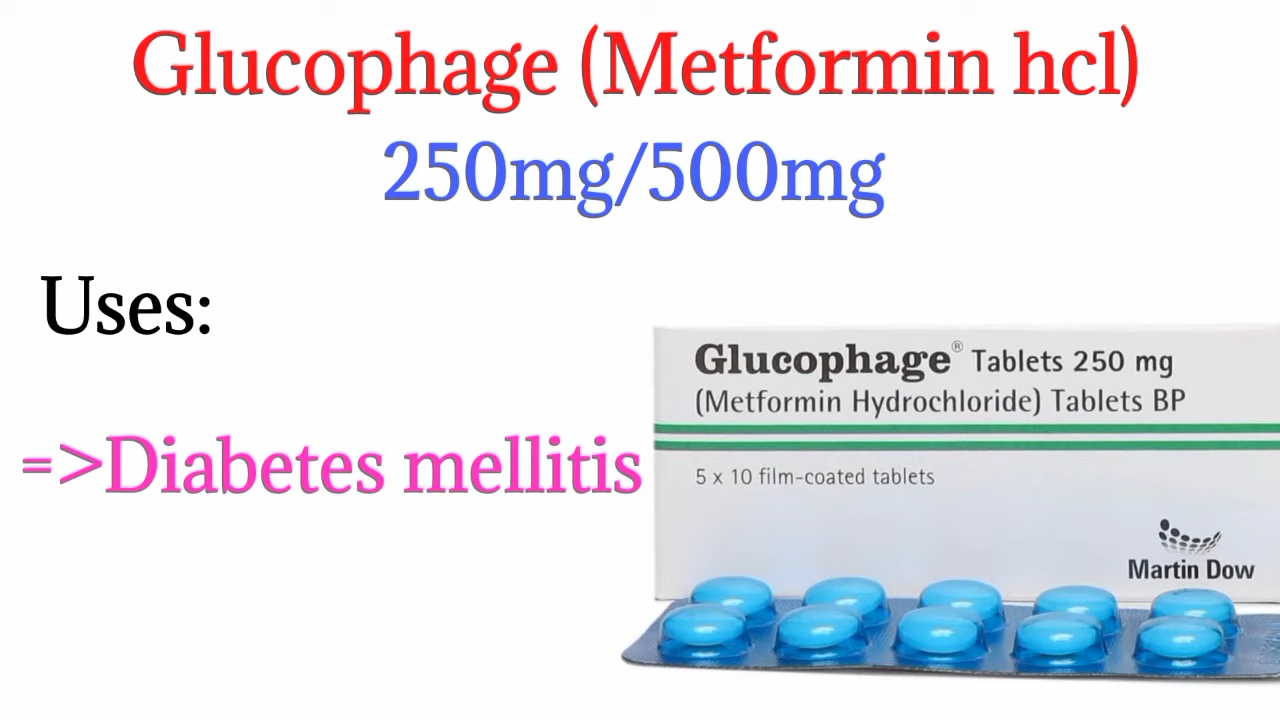 Glucophage (Metformin hcl)
250mg/500mg
Uses:
=>Diabetes mellitis
Glucophage® Tablets 250 mg
(Metformin Hydrochloride) Tablets BP
5 x 10 film-coated tablets
Martin Dow